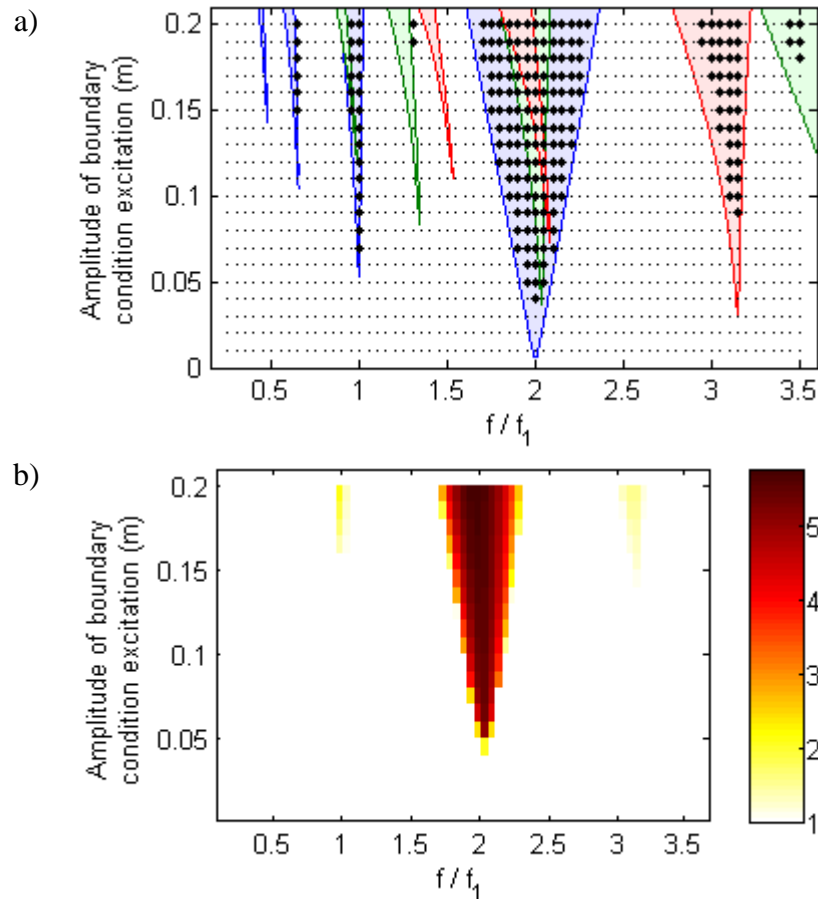 a)
Amplitude of boundary
condition excitation (m)
0.2
0.15
0.1
0.05
0
0.5 1 1.5 2 2.5 3 3.5
f / f1
b)
Amplitude of boundary
condition excitation (m)
0.2
0.15
0.1
0.05
0.5 1 1.5 2 2.5 3 3.5
f / f1
5
4
3
2
1